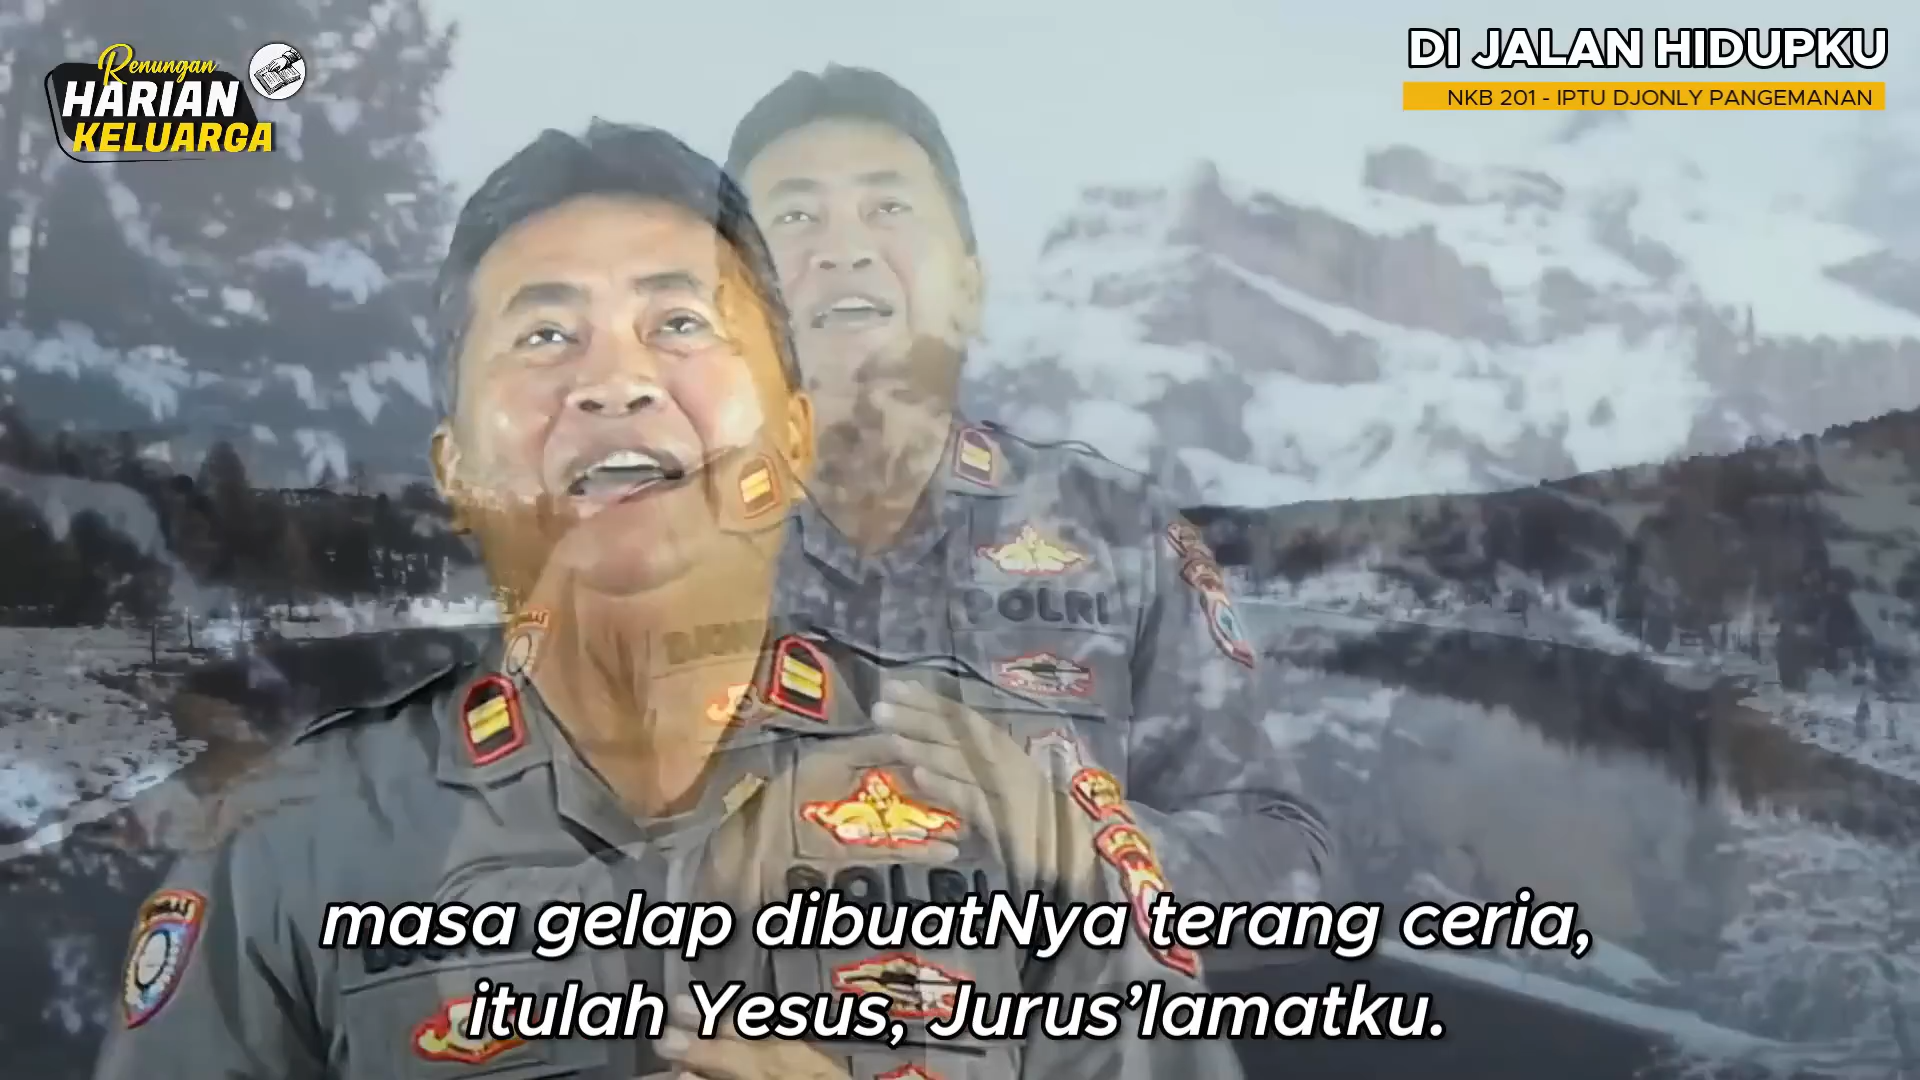 Renungan
HARIAN
KELUARGA
DI JALAN HIDUPKU
NKB 201 - IPTU DJONLY PANGEMANAN
POLRI
POLRI
masa gelap dibuatNya terang ceria,
itulah Yesus, Jurus’lamatku.